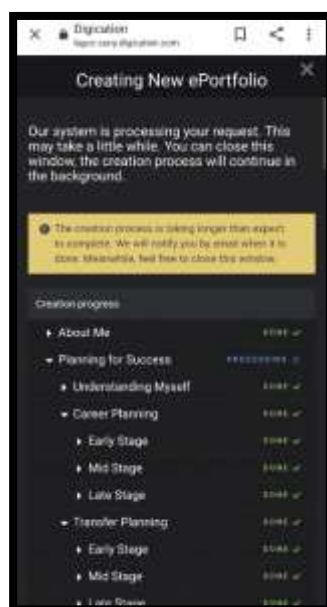 Digication
Creating New ePortfolio
Our system is processing your request. This
may take a little while. You can close this
window, the creation process will continue in
the background.
The creation process is taking longer than expect
to complete. We will notify you by email when it is
done. Meanwhile, feel free to close this window.
Creation progress
About Me DONE
Planning for Success PROCESSING
Understanding Myself DONE
Career Planning DONE
Early Stage DONE
Mid Stage DONE
Late Stage DONE
Transfer Planning DONE
Early Stage DONE
Mid Stage DONE
Late Stage DONE